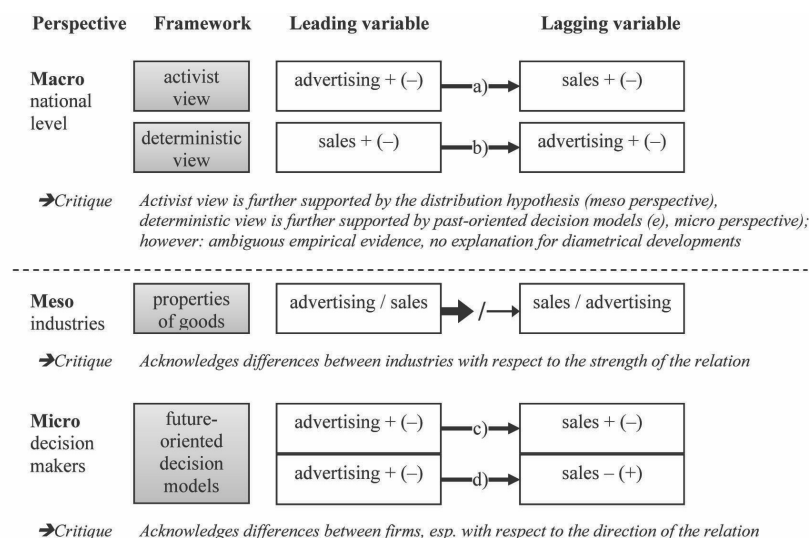 Perspective Framework Leading variable Lagging variable
Macro
national
level
activist
view
advertising + (–)
a)
sales + (–)
deterministic
view
sales + (–)
b)
advertising + (–)
➔Critique Activist view is further supported by the distribution hypothesis (meso perspective),
deterministic view is further supported by past-oriented decision models (e), micro perspective);
however: ambiguous empirical evidence, no explanation for diametrical developments
Meso
industries
properties
of goods
advertising / sales
/
sales / advertising
➔Critique Acknowledges differences between industries with respect to the strength of the relation
Micro
decision
makers
future-
oriented
decision
models
advertising + (–)
c)
sales + (–)
advertising + (–)
d)
sales – (+)
➔Critique Acknowledges differences between firms, esp. with respect to the direction of the relation